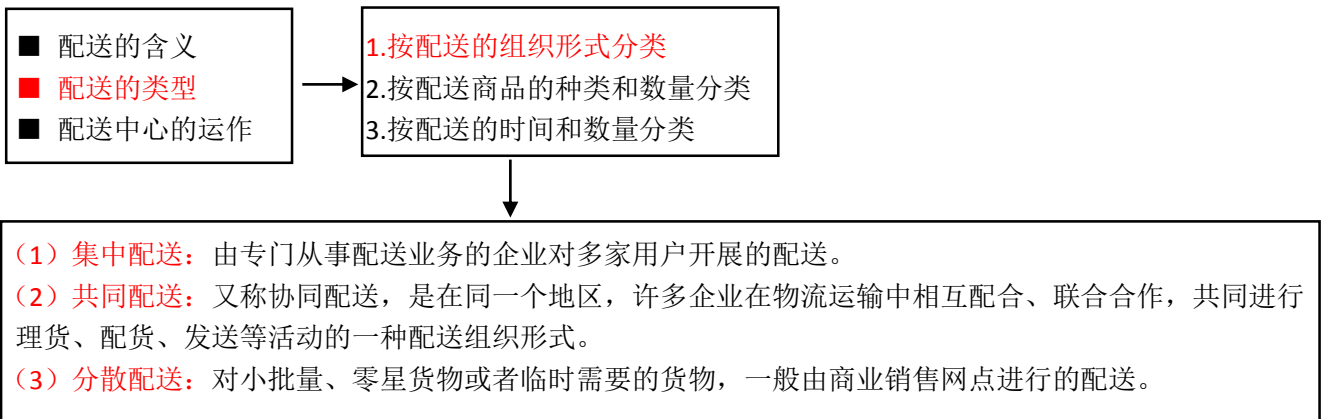 ■ 配送的含义
■ 配送的类型
■ 配送中心的运作
1.按配送的组织形式分类
2.按配送商品的种类和数量分类
3.按配送的时间和数量分类
（1）集中配送：由专门从事配送业务的企业对多家用户开展的配送。
（2）共同配送：又称协同配送，是在同一个地区，许多企业在物流运输中相互配合、联合合作，共同进行
理货、配货、发送等活动的一种配送组织形式。
（3）分散配送：对小批量、零星货物或者临时需要的货物，一般由商业销售网点进行的配送。